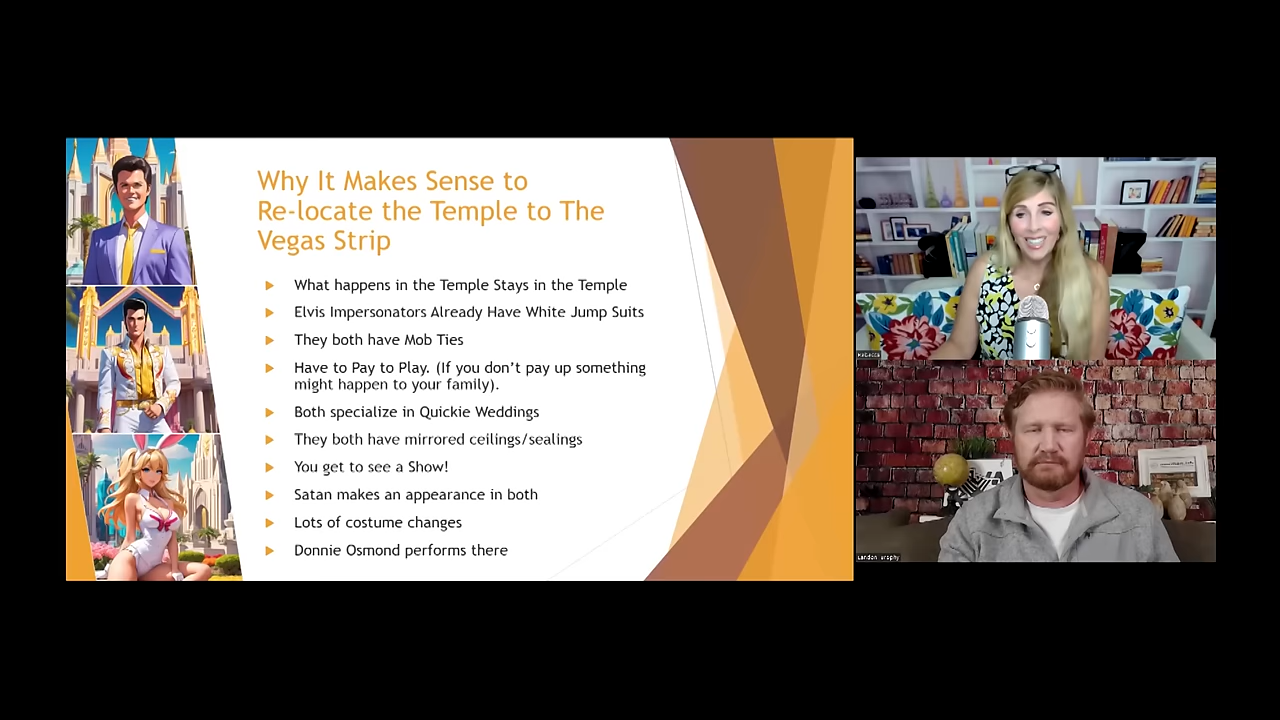 Why It Makes Sense to
Re-locate the Temple to The
Vegas Strip
What happens in the Temple Stays in the Temple
Elvis Impersonators Already Have White Jump Suits
They both have Mob Ties
Have to Pay to Play. (If you don't pay up something
might happen to your family).
Both specialize in Quickie Weddings
They both have mirrored ceilings/sealings
You get to see a Show!
Satan makes an appearance in both
Lots of costume changes
Donnie Osmond performs there
Rebecca
Landon Brophy